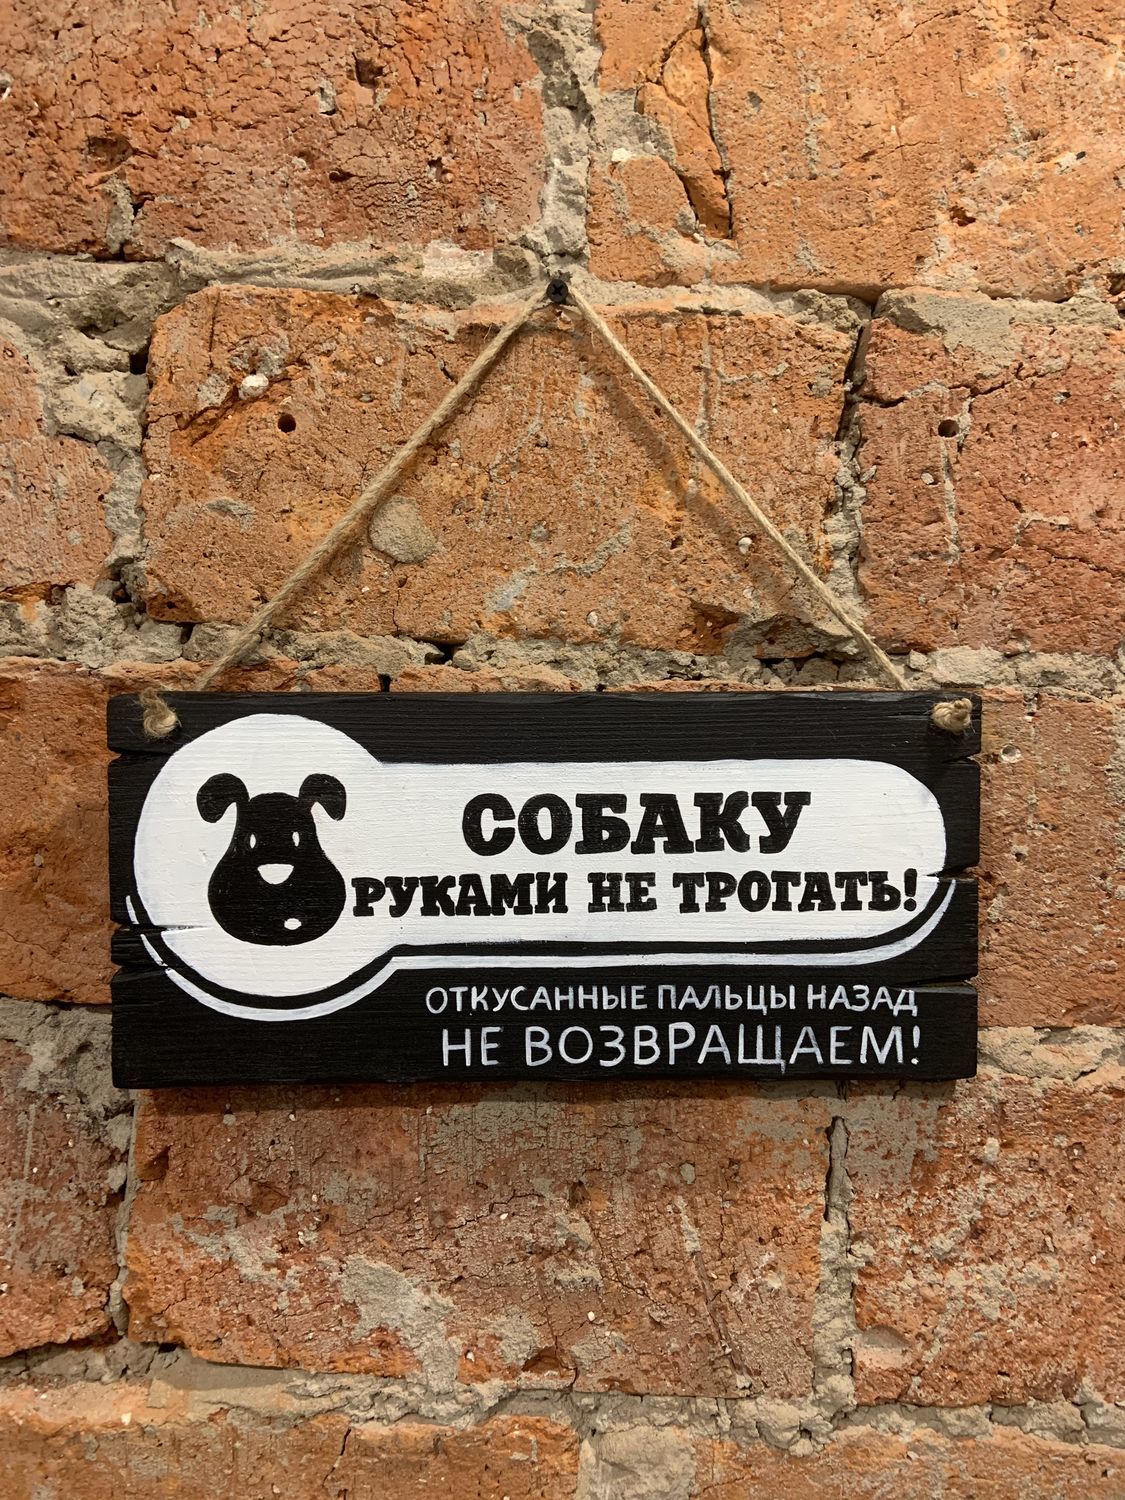 СОБАКУ
РУКАМИ НЕ ТРОГАТЬ!
ОТКУСАННЫЕ ПАЛЬЦЫ НАЗАД
НЕ ВОЗВРАЩАЕМ!